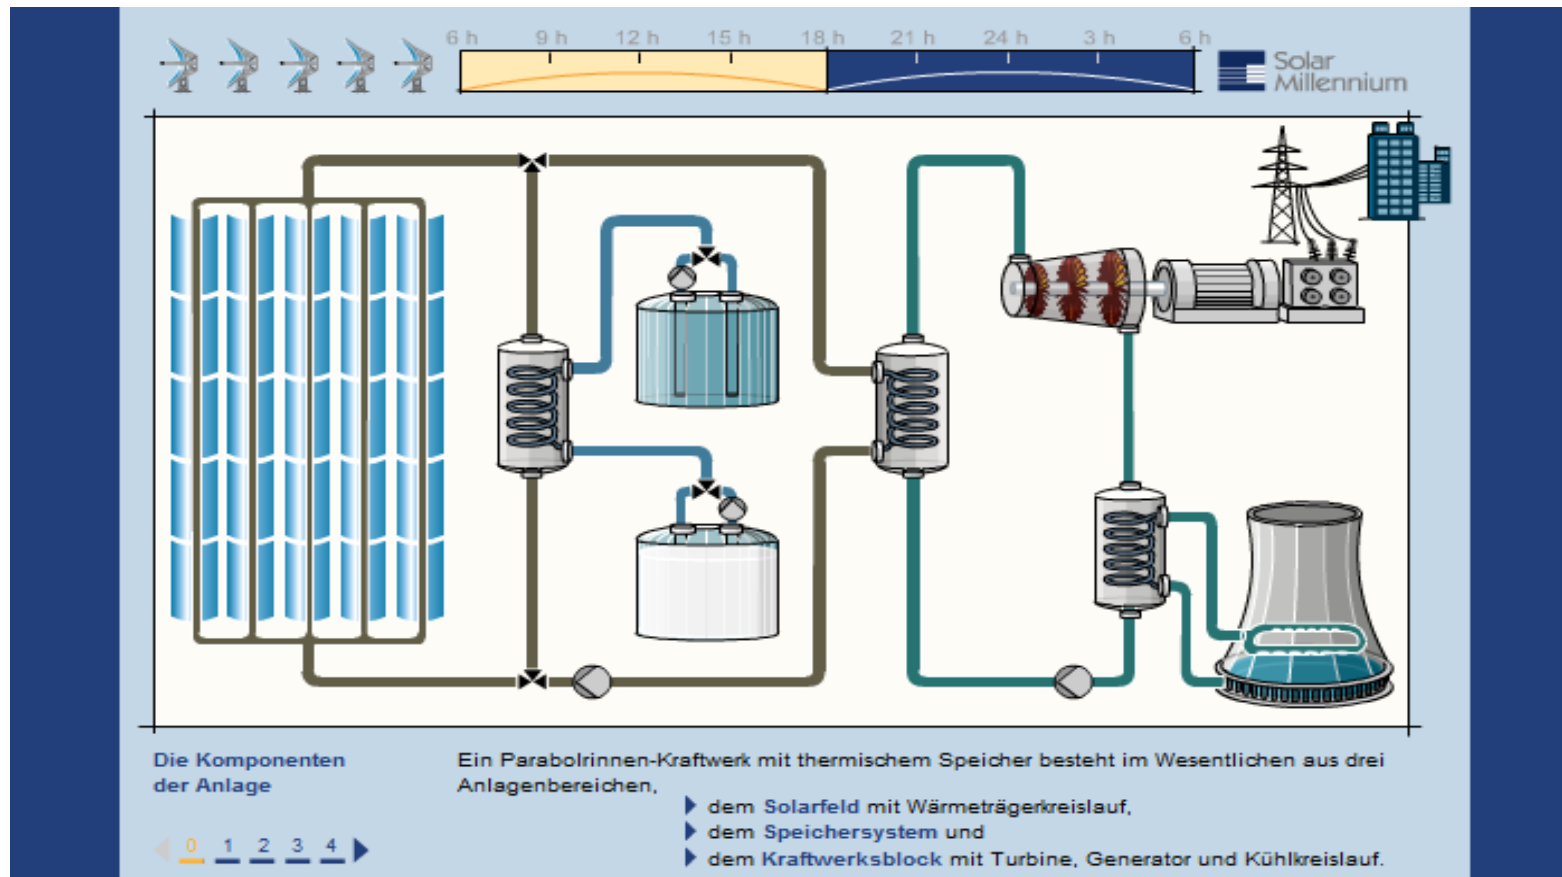 6 h 9 h 12 h 15 h 18 h 21 h 24 h 3 h 6 h
Solar
Millennium
Die Komponenten
der Anlage
Ein Parabolrinnen-Kraftwerk mit thermischem Speicher besteht im Wesentlichen aus drei
Anlagenbereichen,
dem Solarfeld mit Wärmeträgerkreislauf,
dem Speichersystem und
dem Kraftwerksblock mit Turbine, Generator und Kühlkreislauf.
0 1 2 3 4